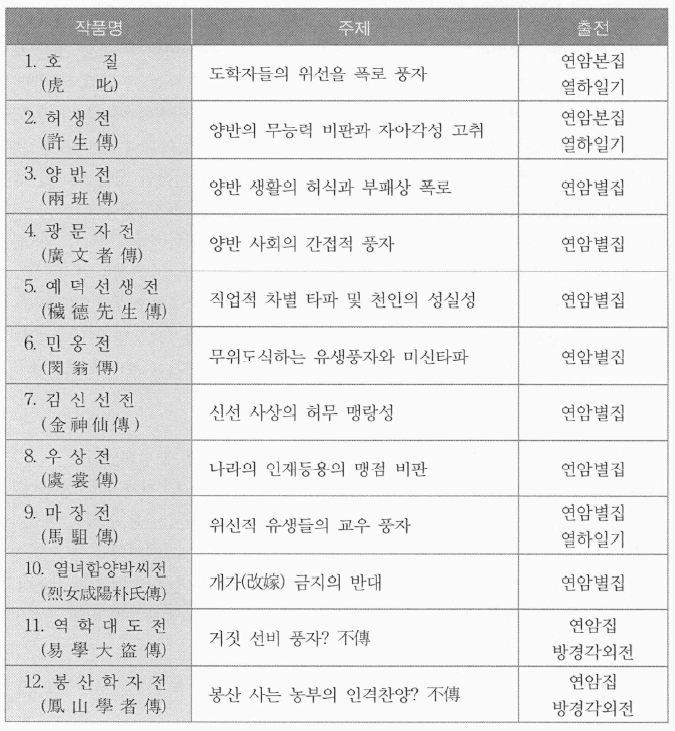 작품명 주제 출전
1. 호 질 연암본집
(虎 叱) 도학자들의 위선을 폭로 풍자 열하일기
2. 허 생 전 연암본집
(許 生 傳) 양반의 무능력 비판과 자아각성 고취 열하일기
3. 양 반 전
(兩 班 傳) 양반 생활의 허식과 부패상 폭로 연암별집
4. 광 문 자 전
(廣 文 者 傳) 양반 사회의 간접적 풍자 연암별집
5. 예 덕 선 생 전
(穢 德 先 生 傳) 직업적 차별 타파 및 천인의 성실성 연암별집
6. 민 옹 전
(閔 翁 傳) 무위도식하는 유생풍자와 미신타파 연암별집
7. 김 신 선 전
(金 神 仙 傳) 신선 사상의 허무 맹랑성 연암별집
8. 우 상 전
(虞 裳 傳) 나라의 인재등용의 맹점 비판 연암별집
9. 마 장 전 연암별집
(馬 駔 傳) 위신적 유생들의 교우 풍자 열하일기
10. 열녀함양박씨전
(烈女咸陽朴氏傳) 개가(改嫁) 금지의 반대 연암별집
11. 역 학 대 도 전 연암집
(易 學 大 盜 傳) 거짓 선비 풍자? 不傳 방경각외전
12. 봉 산 학 자 전 연암집
(鳳 山 學 者 傳) 봉산 사는 농부의 인격찬양? 不傳 방경각외전